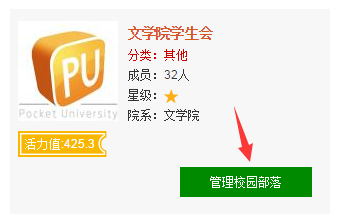 文学院学生会
分类：其他
成员：32人
星级：
院系：文学院
PU
Pocket University
活力值:425.3
管理校园部落